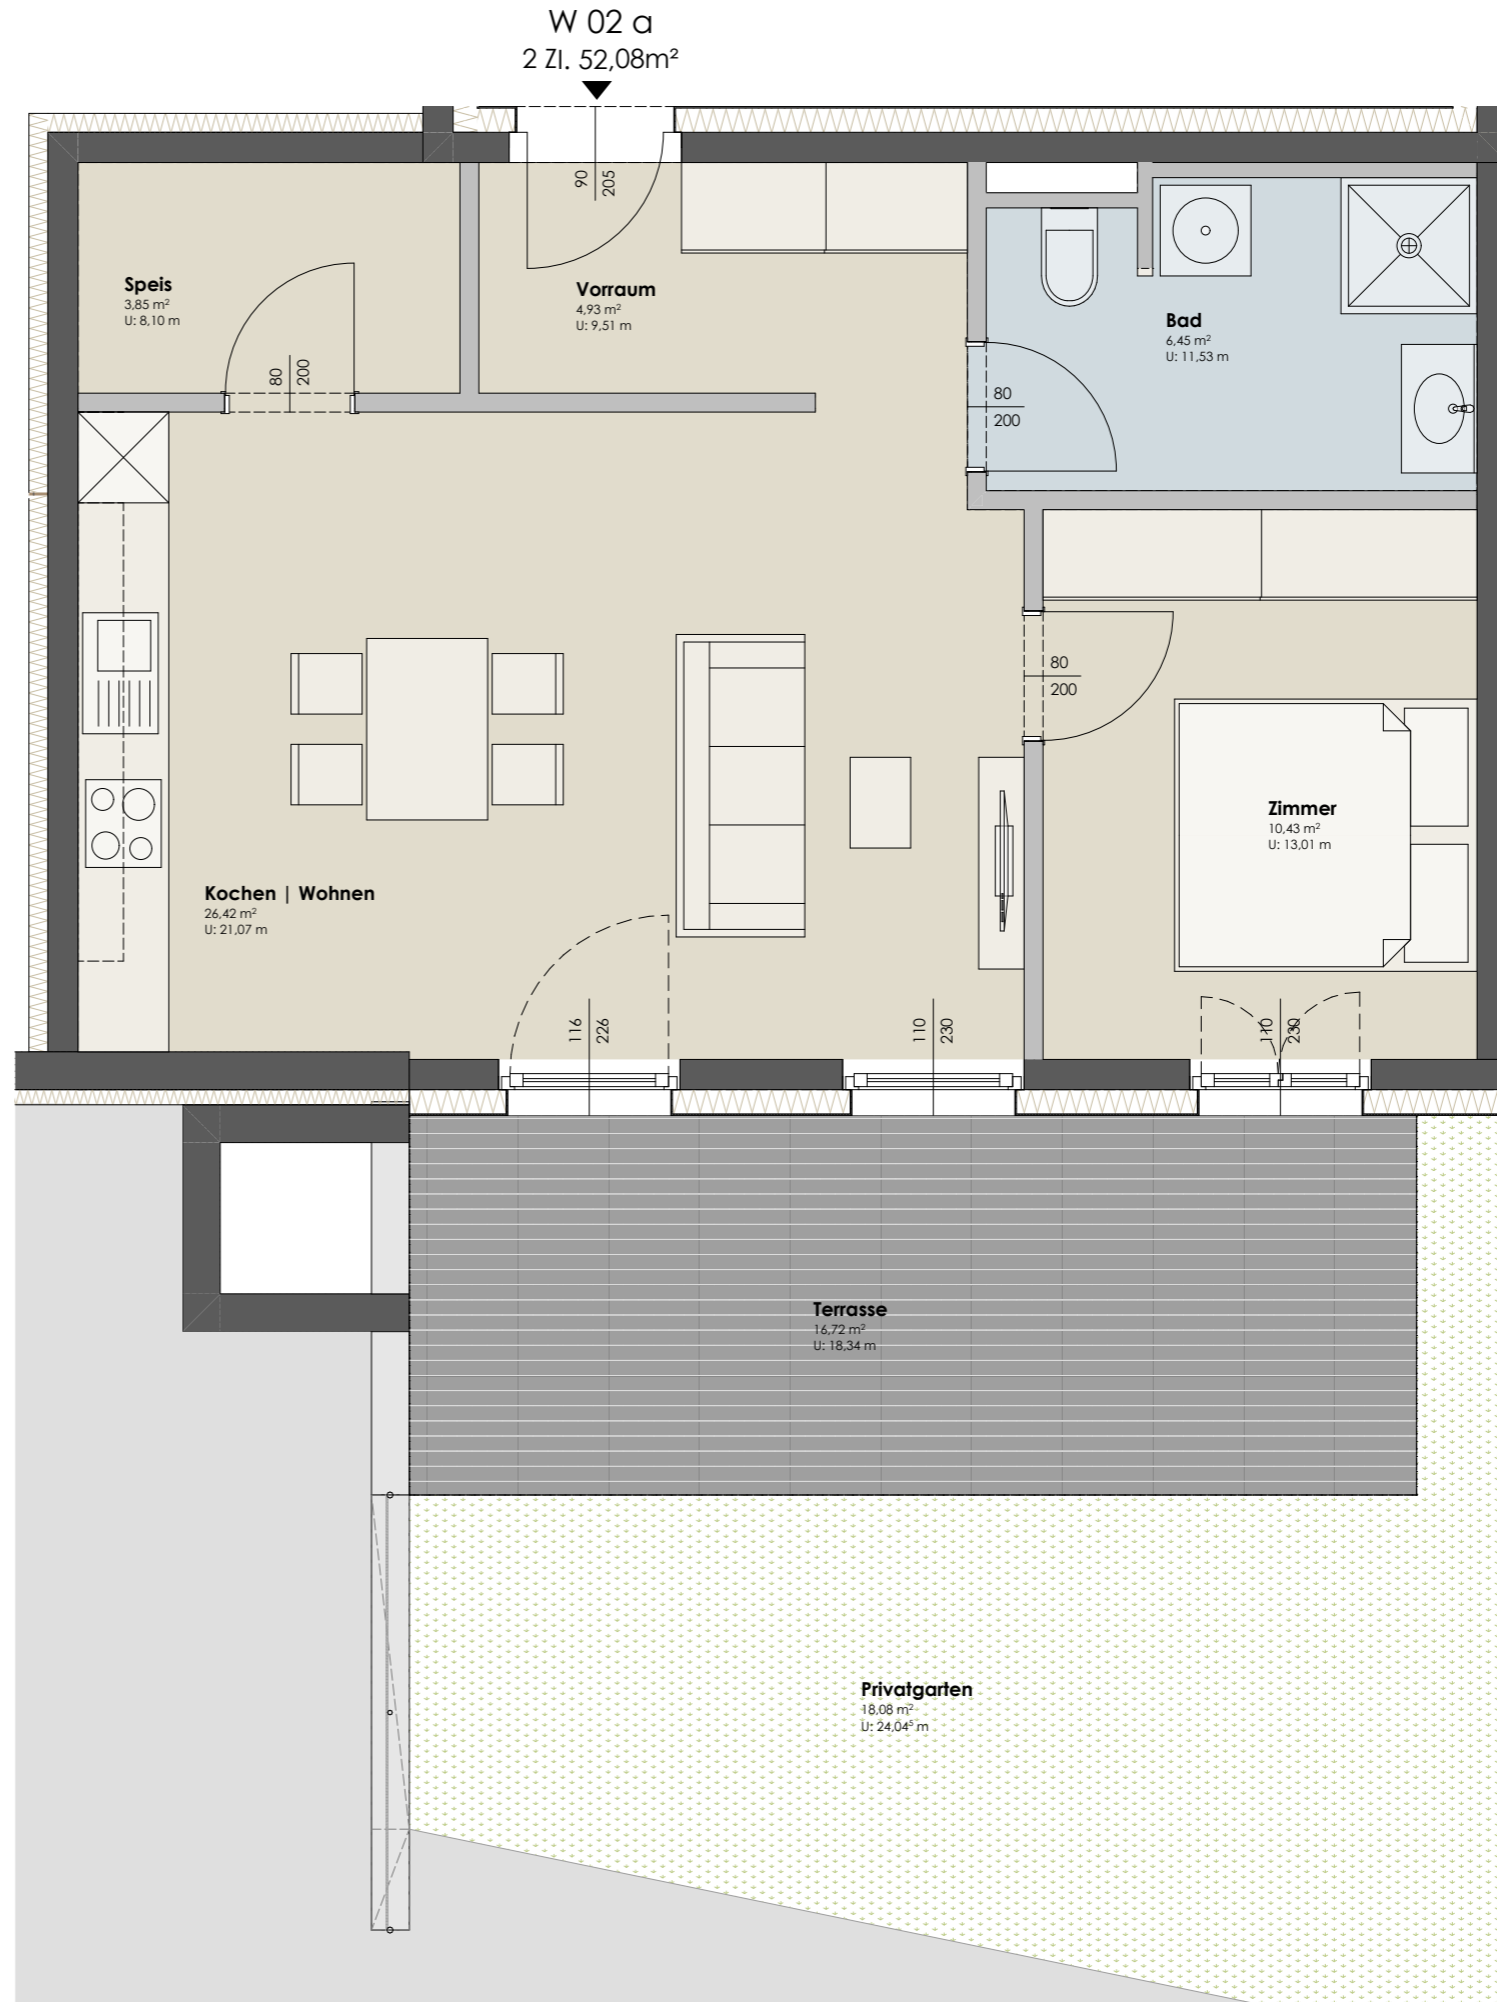 W 02 a
2 ZI. 52,08m²
90
205
Speis
3,85 m²
U: 8,10 m
Vorraum
4,93 m²
U: 9,51 m
Bad
6,45 m²
U: 11,53 m
80
200
80
200
80
200
Zimmer
10,43 m²
U: 13,01 m
Kochen | Wohnen
26,42 m²
U: 21,07 m
116
226
110
230
110
230
Terrasse
16,72 m²
U: 18,34 m
Privatgarten
18,08 m²
U: 24,04⁵ m